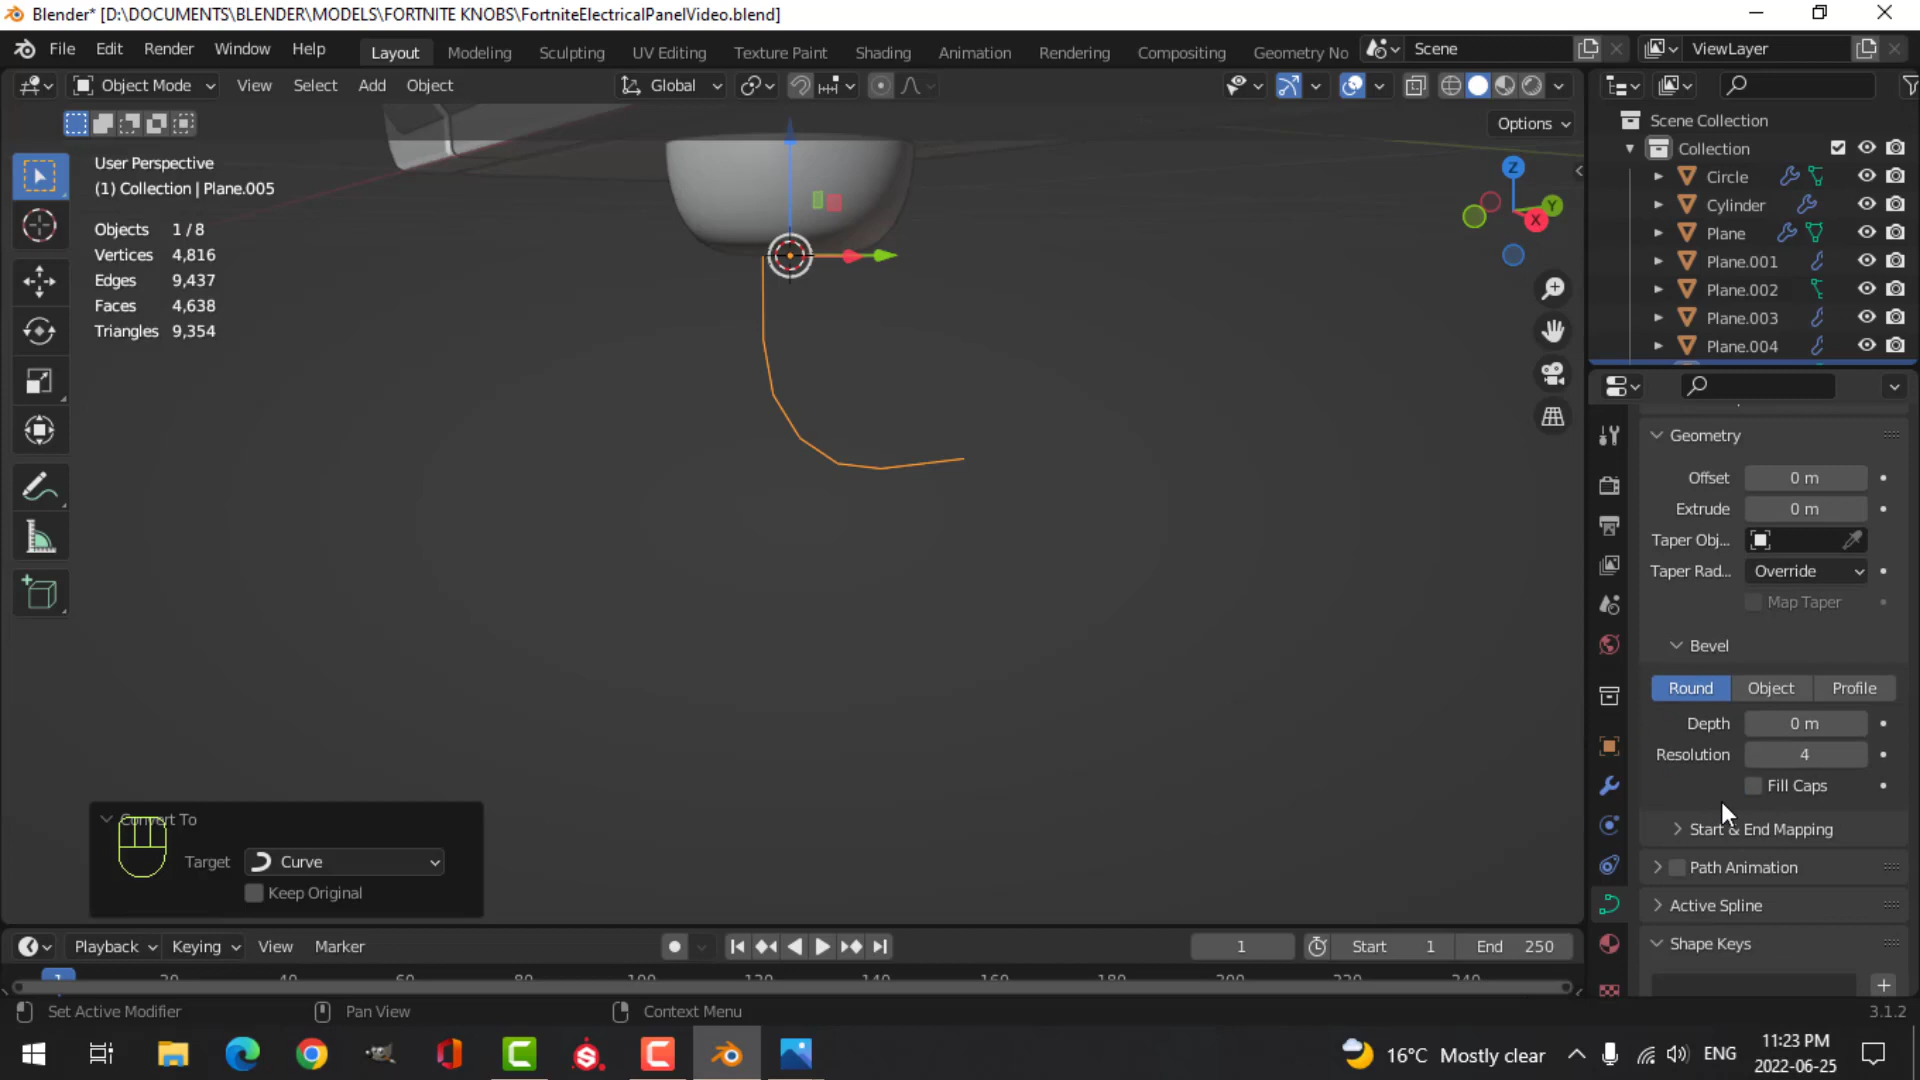 Blender* [D:\DOCUMENTS\BLENDER\MODELS\FORTNITE KNOBS\FortniteElectricalPanelVideo.blend]
File Edit Render Window Help Layout Modeling Sculpting UV Editing Texture Paint Shading Animation Rendering Compositing Geometry No Scene ViewLayer
Object Mode View Select Add Object Global
Options
User Perspective
(1) Collection | Plane.005
Objects 1 / 8
Vertices 4,816
Edges 9,437
Faces 4,638
Triangles 9,354
Z
Y
X
Scene Collection
Collection
Circle
Cylinder
Plane
Plane.001
Plane.002
Plane.003
Plane.004
Geometry
Offset 0 m
Extrude 0 m
Taper Obj...
Taper Rad... Override
Map Taper
Bevel
Round Object Profile
Depth 0 m
Resolution 4
Fill Caps
Start & End Mapping
Path Animation
Active Spline
Shape Keys
Convert To
Target Curve
Keep Original
Playback Keying View Marker 1 Start 1 End 250
Set Active Modifier Pan View Context Menu 3.1.2
16°C Mostly clear ENG 11:23 PM
2022-06-25